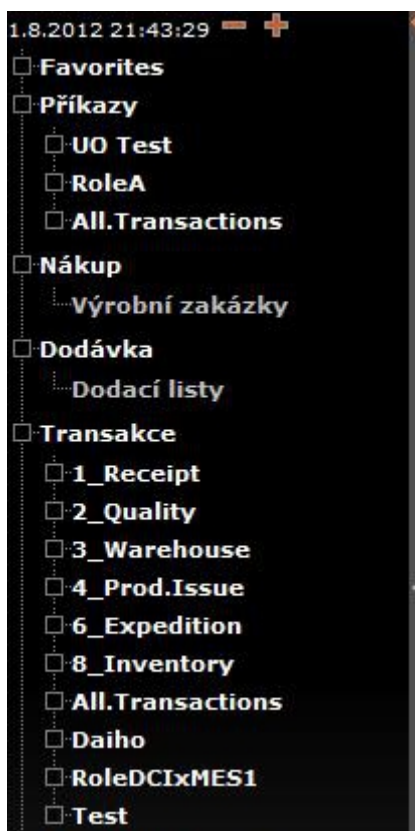 1.8.2012 21:43:29
Favorites
Příkazy
UO Test
RoleA
All.Transactions
Nákup
Výrobní zakázky
Dodávka
Dodací listy
Transakce
1_Receipt
2_Quality
3_Warehouse
4_Prod.Issue
6_Expedition
8_Inventory
All.Transactions
Daiho
RoleDCIxMES1
Test